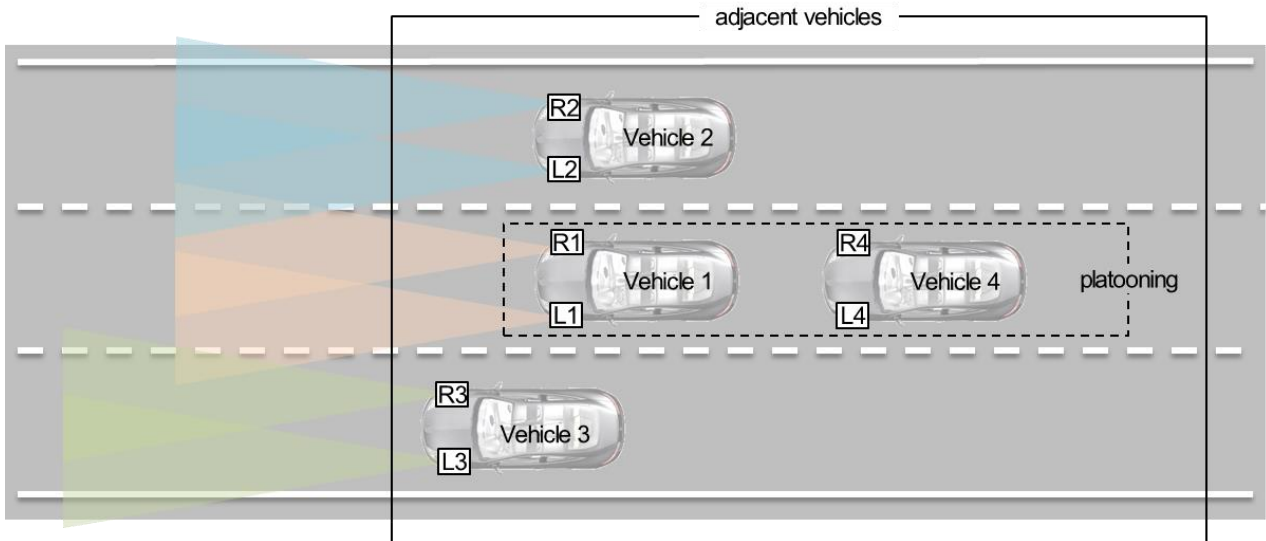 adjacent vehicles
R2
Vehicle 2
L2
R1
R4
Vehicle 1
Vehicle 4
platooning
L1
L4
R3
Vehicle 3
L3